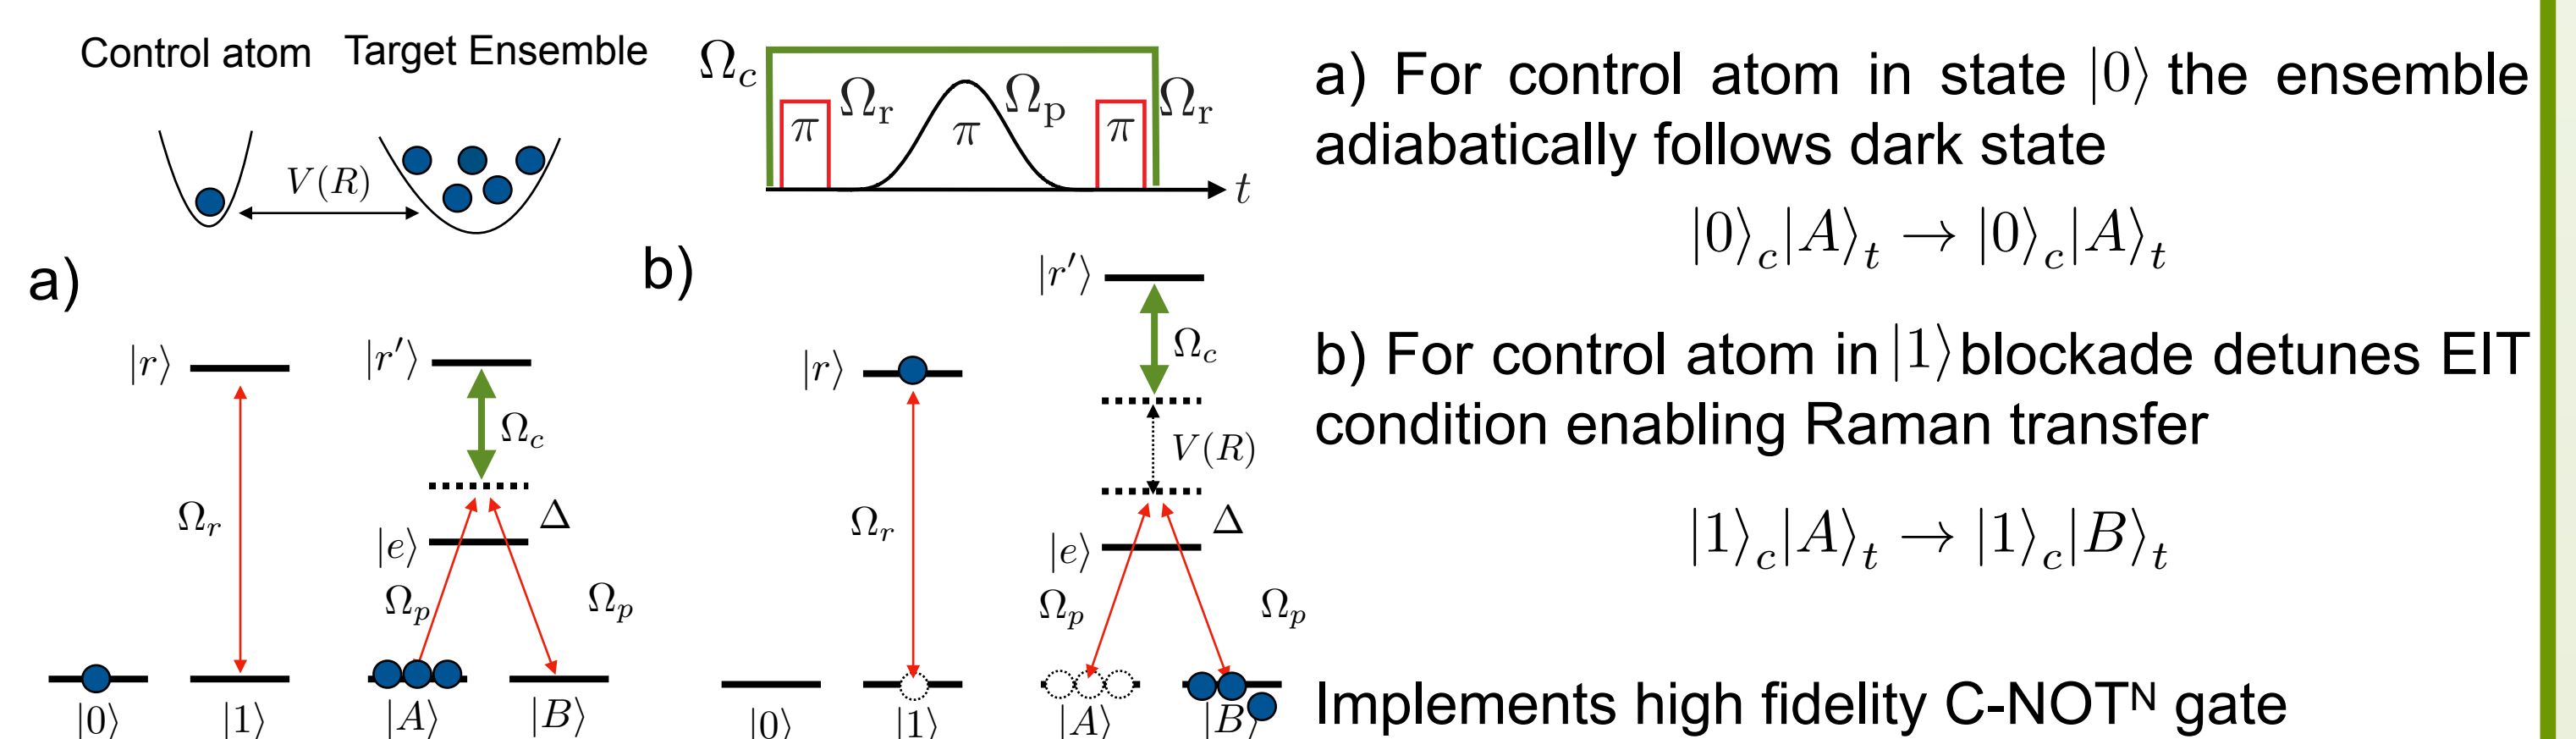 Control atom Target Ensemble
V(R)
Ω_c Ω_r Ω_p Ω_r
π π π
t
a)
|r⟩ |r′⟩
Ω_c
Ω_r Δ
|e⟩
Ω_p Ω_p
|0⟩ |1⟩ |A⟩ |B⟩
b)
|r′⟩
Ω_c
|r⟩
V(R)
Ω_r Δ
|e⟩
Ω_p Ω_p
|0⟩ |1⟩ |A⟩ |B⟩
a) For control atom in state |0⟩ the ensemble
adiabatically follows dark state
|0⟩_c|A⟩_t → |0⟩_c|A⟩_t
b) For control atom in |1⟩ blockade detunes EIT
condition enabling Raman transfer
|1⟩_c|A⟩_t → |1⟩_c|B⟩_t
Implements high fidelity C-NOTᴺ gate